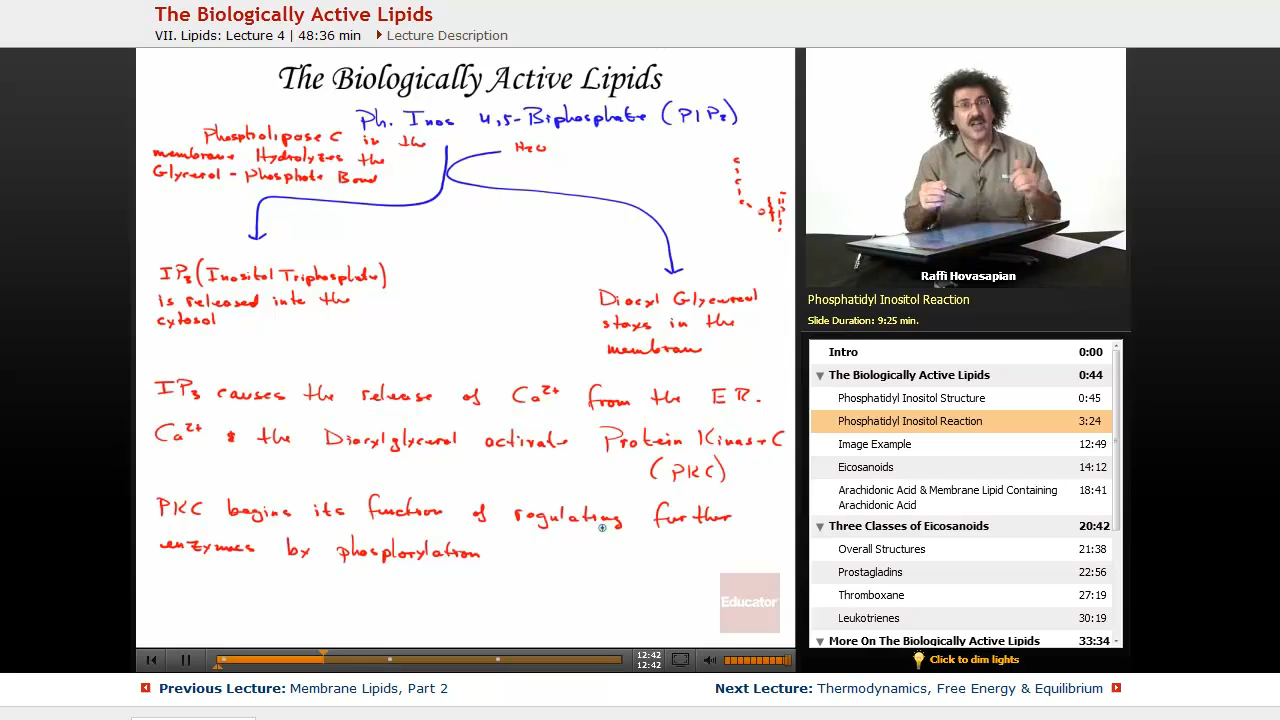 The Biologically Active Lipids
VII. Lipids: Lecture 4 | 48:36 min
Lecture Description
The Biologically Active Lipids
Ph. Inos 4,5-Biphosphate (PIP2)
Phospholipase C in the
membrane Hydrolyzes the
Glycerol - Phosphate Bond
H2O
IP3 (Inositol Triphosphate)
is released into the
cytosol
Diacyl Glycerol
stays in the
membrane
IP3 causes the release of Ca2+ from the ER.
Ca2+ & the Diacylglycerol activate Protein Kinase C
(PKC)
PKC begins its function of regulating further
enzymes by phosphorylation
Educator
Raffi Hovasapian
Phosphatidyl Inositol Reaction
Slide Duration: 9:25 min.
Intro 0:00
The Biologically Active Lipids 0:44
Phosphatidyl Inositol Structure 0:45
Phosphatidyl Inositol Reaction 3:24
Image Example 12:49
Eicosanoids 14:12
Arachidonic Acid & Membrane Lipid Containing 18:41
Arachidonic Acid
Three Classes of Eicosanoids 20:42
Overall Structures 21:38
Prostagladins 22:56
Thromboxane 27:19
Leukotrienes 30:19
More On The Biologically Active Lipids 33:34
12:42
12:42
Click to dim lights
Previous Lecture: Membrane Lipids, Part 2
Next Lecture: Thermodynamics, Free Energy & Equilibrium